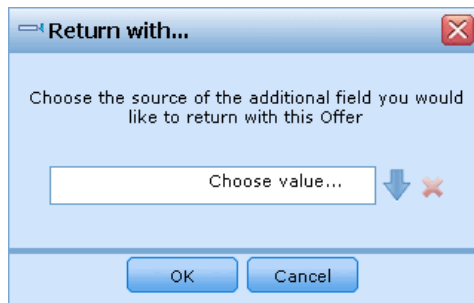 Return with...
Choose the source of the additional field you would
like to return with this Offer
Choose value...
OK
Cancel